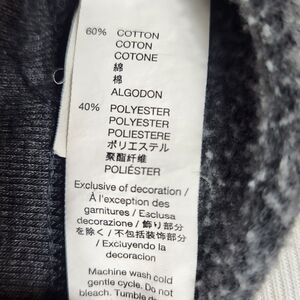 60% COTTON
COTON
COTONE
綿
棉
ALGODON
40% POLYESTER
POLYESTER
POLIESTERE
ポリエステル
聚酯纤维
POLIÉSTER
Exclusive of decoration /
À l'exception des
garnitures / Esclusa
decorazione / 飾り部分
を除く / 不包括装饰部分
/ Excluyendo la
decoracion
Machine wash cold
gentle cycle. Do not
bleach. Tumble d